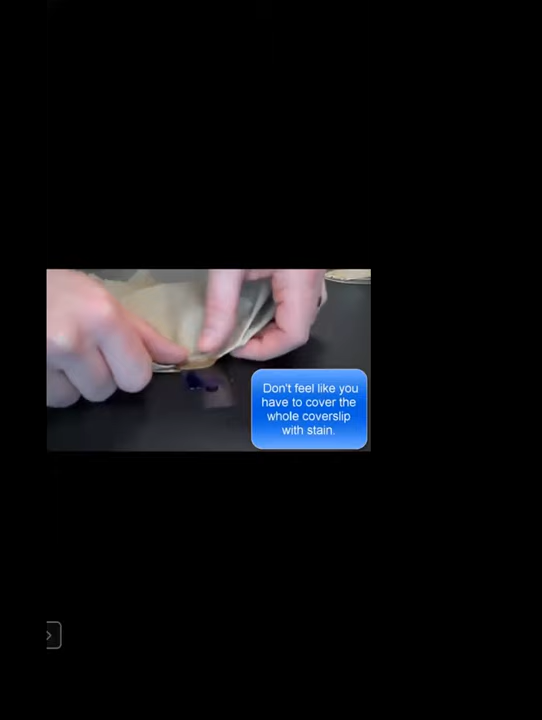 Don't feel like you
have to cover the
whole coverslip
with stain.